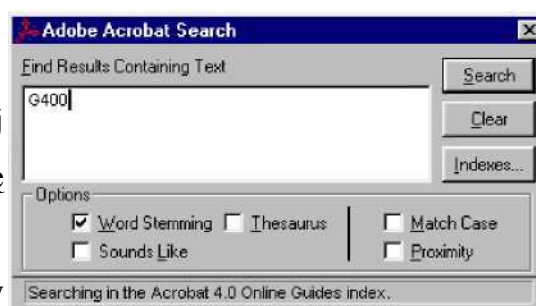 Adobe Acrobat Search
Find Results Containing Text
G400
Search
Clear
Indexes...
Options
Word Stemming Thesaurus Match Case
Sounds Like Proximity
Searching in the Acrobat 4.0 Online Guides index.